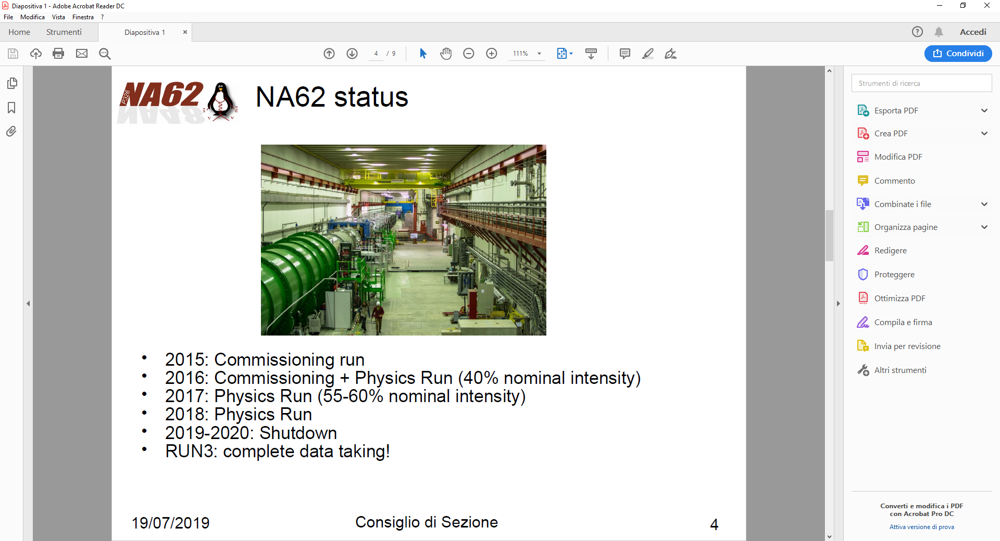 Diapositiva 1 - Adobe Acrobat Reader DC
File Modifica Vista Finestra ?
Home Strumenti Diapositiva 1 Accedi
4 / 9 111% Condividi
P326 NA62
NA48
s d
ν ν
NA62 status
• 2015: Commissioning run
• 2016: Commissioning + Physics Run (40% nominal intensity)
• 2017: Physics Run (55-60% nominal intensity)
• 2018: Physics Run
• 2019-2020: Shutdown
• RUN3: complete data taking!
19/07/2019 Consiglio di Sezione 4
Strumenti di ricerca
Esporta PDF
Crea PDF
Modifica PDF
Commento
Combinate i file
Organizza pagine
Redigere
Proteggere
Ottimizza PDF
Compila e firma
Invia per revisione
Altri strumenti
Converti e modifica i PDF
con Acrobat Pro DC
Attiva versione di prova